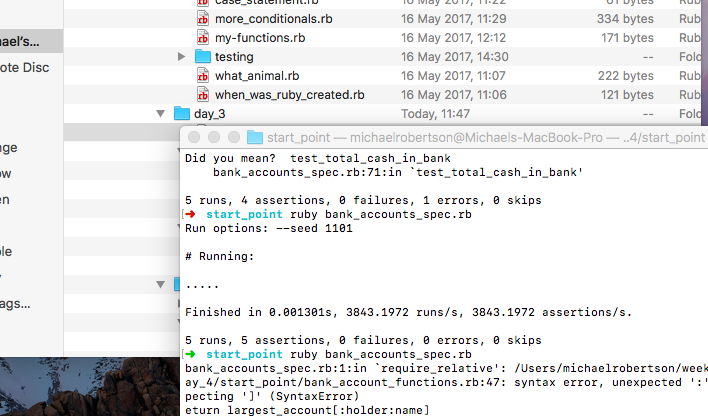 case_statement.rb 16 May 2017, 11:22 61 bytes Rub
more_conditionals.rb 16 May 2017, 11:29 334 bytes Rub
hael's... my-functions.rb 16 May 2017, 12:12 171 bytes Rub
ote Disc testing 16 May 2017, 14:30 -- Fold
what_animal.rb 16 May 2017, 11:07 222 bytes Rub
when_was_ruby_created.rb 16 May 2017, 11:06 121 bytes Rub
day_3 Today, 11:47 -- Fold
start_point — michaelrobertson@Michaels-MacBook-Pro — ..4/start_point
nge
ow
en
ble
ags...
Did you mean?  test_total_cash_in_bank
bank_accounts_spec.rb:71:in `test_total_cash_in_bank'
5 runs, 4 assertions, 0 failures, 1 errors, 0 skips
[➜ start_point ruby bank_accounts_spec.rb
Run options: --seed 1101
# Running:
.....
Finished in 0.001301s, 3843.1972 runs/s, 3843.1972 assertions/s.
5 runs, 5 assertions, 0 failures, 0 errors, 0 skips
[➜ start_point ruby bank_accounts_spec.rb
bank_accounts_spec.rb:1:in `require_relative': /Users/michaelrobertson/week
ay_4/start_point/bank_account_functions.rb:47: syntax error, unexpected ':'
pecting ']' (SyntaxError)
eturn largest_account[:holder:name]